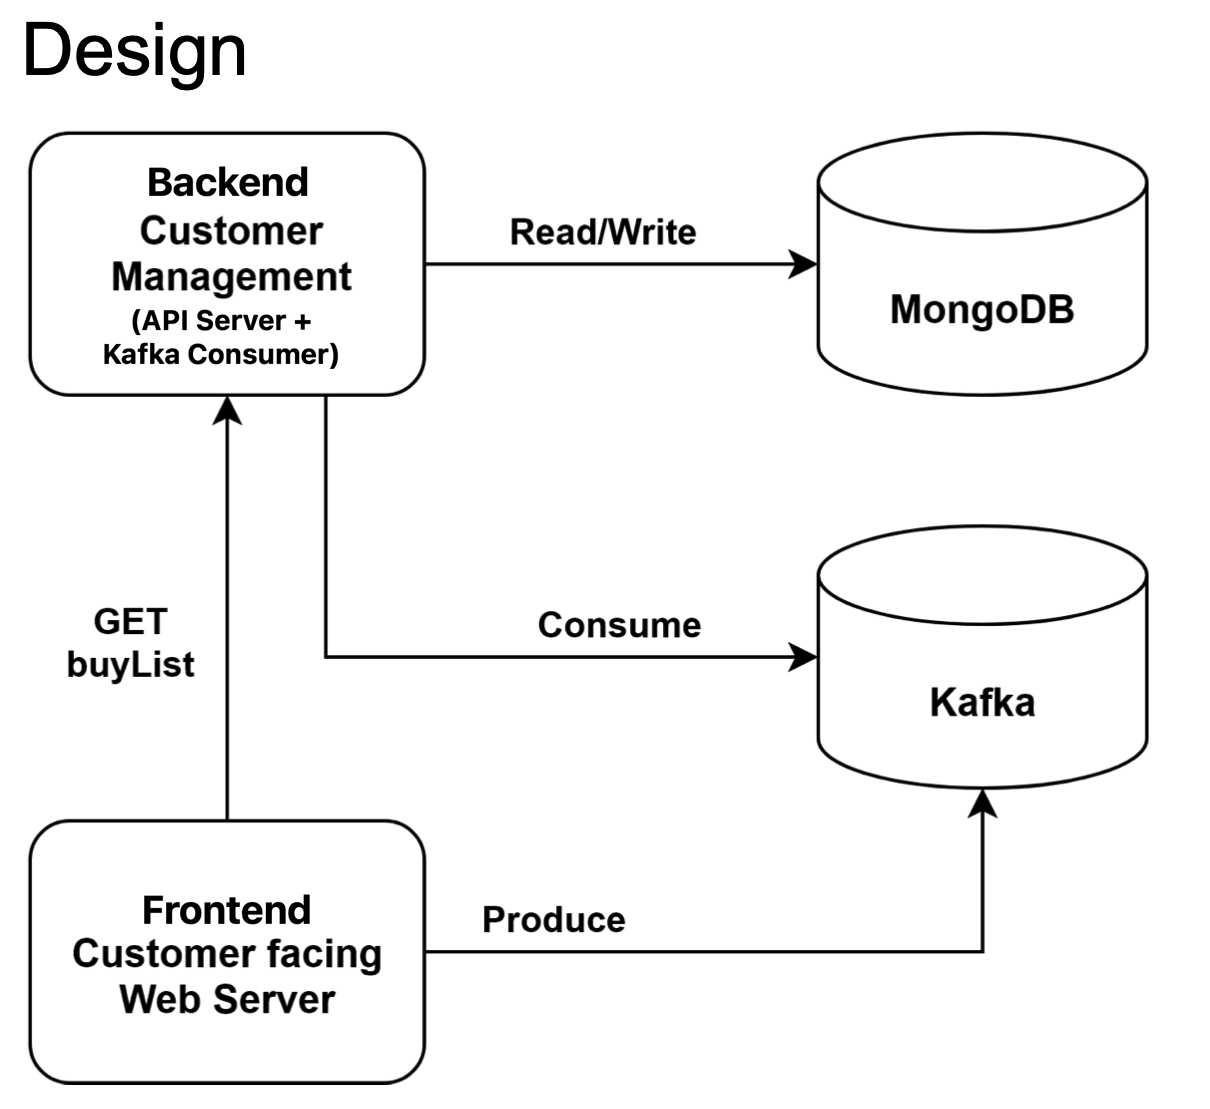 Design
Backend
Customer
Management
(API Server +
Kafka Consumer)
Read/Write
MongoDB
GET
buyList
Consume
Kafka
Frontend
Customer facing
Web Server
Produce